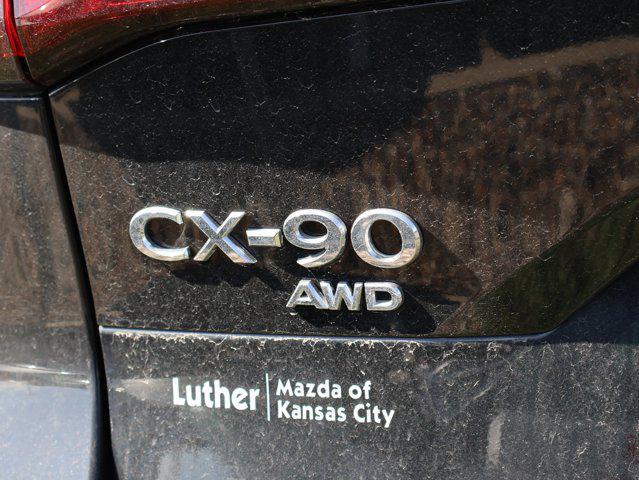 CX-90
AWD
Luther
Mazda of
Kansas City